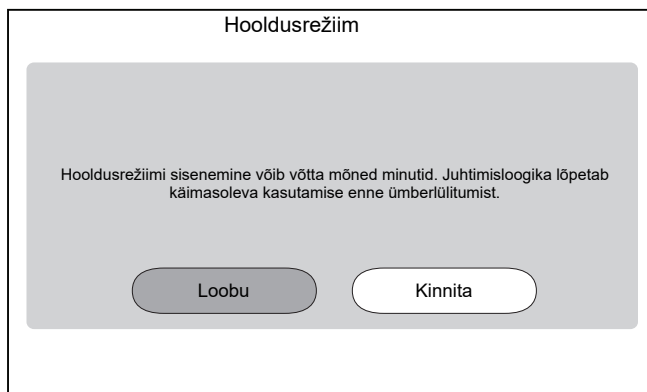 Hooldusrežiim
Hooldusrežiimi sisenemine võib võtta mõned minutid. Juhtimisloogika lõpetab
käimasoleva kasutamise enne ümberlülitumist.
Loobu
Kinnita